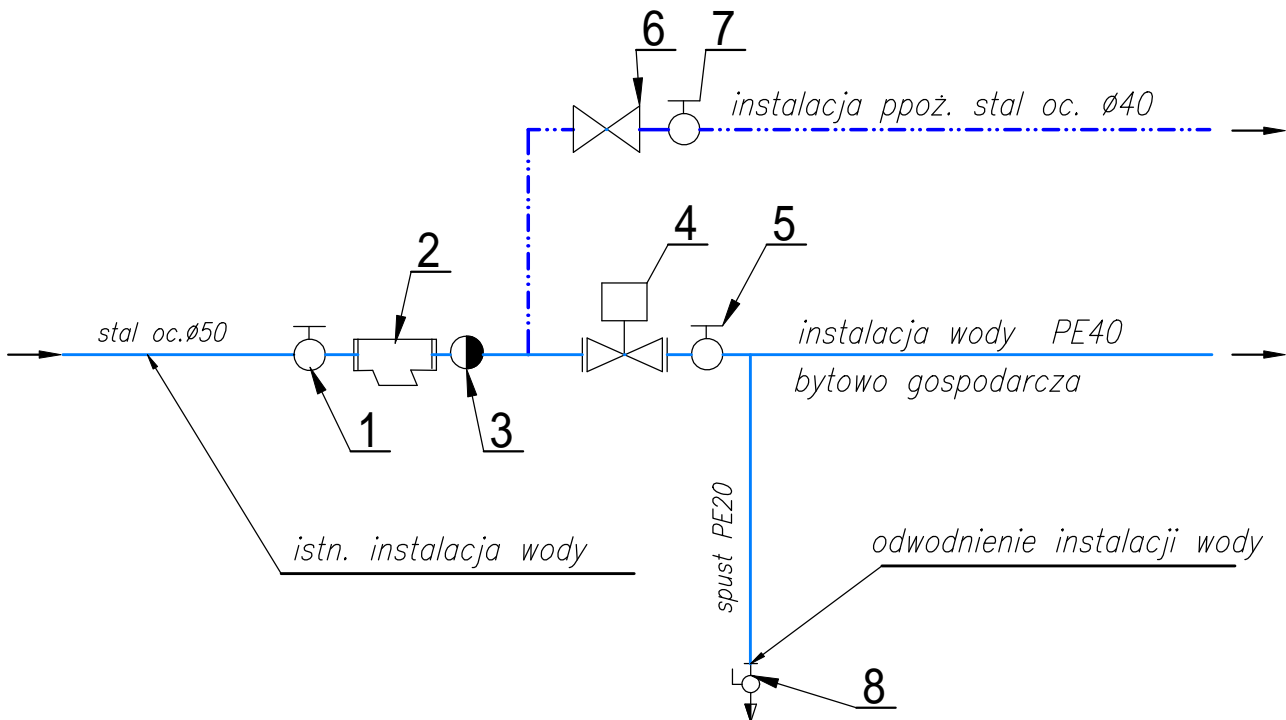 6
7
instalacja ppoż. stal oc. ø40
4
5
2
stal oc.ø50
instalacja wody PE40
bytowo gospodarcza
1
3
istn. instalacja wody
spust PE20
odwodnienie instalacji wody
8